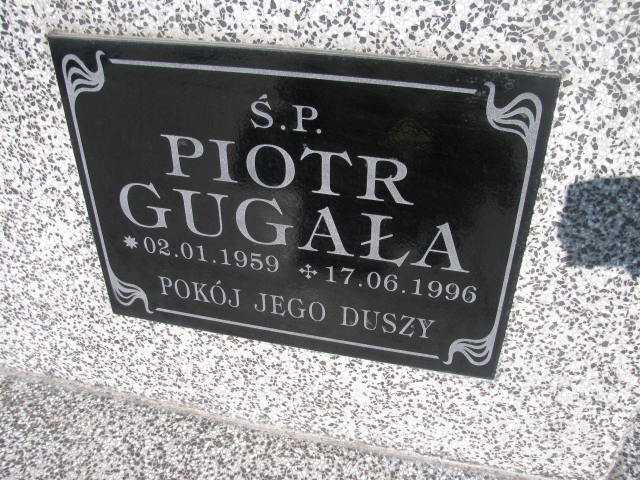 Ś.P.
PIOTR
GUGAŁA
* 02.01.1959 ✢ 17.06.1996
POKÓJ JEGO DUSZY